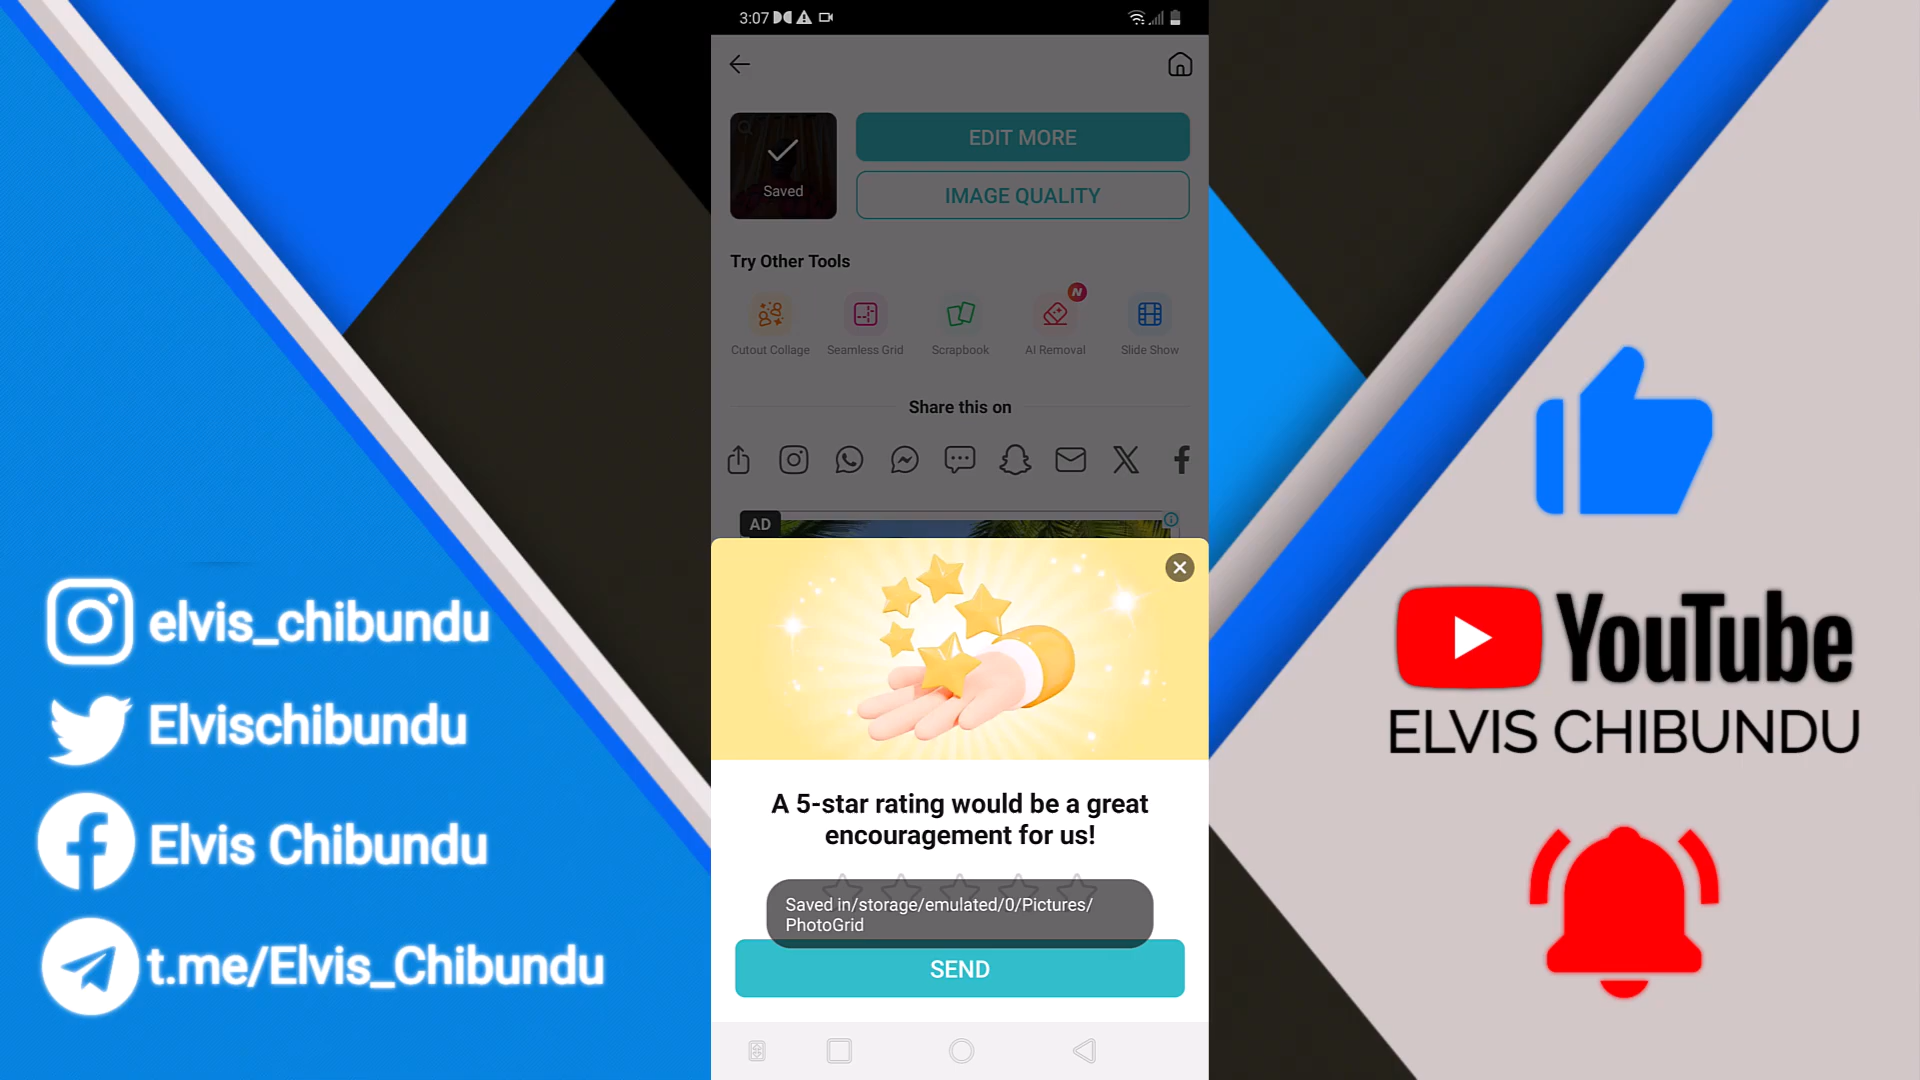 3:07
EDIT MORE
Saved
IMAGE QUALITY
Try Other Tools
N
Cutout Collage
Seamless Grid
Scrapbook
AI Removal
Slide Show
Share this on
AD
A 5-star rating would be a great
encouragement for us!
Saved in/storage/emulated/0/Pictures/
PhotoGrid
SEND
elvis_chibundu
Elvischibundu
Elvis Chibundu
t.me/Elvis_Chibundu
YouTube
ELVIS CHIBUNDU